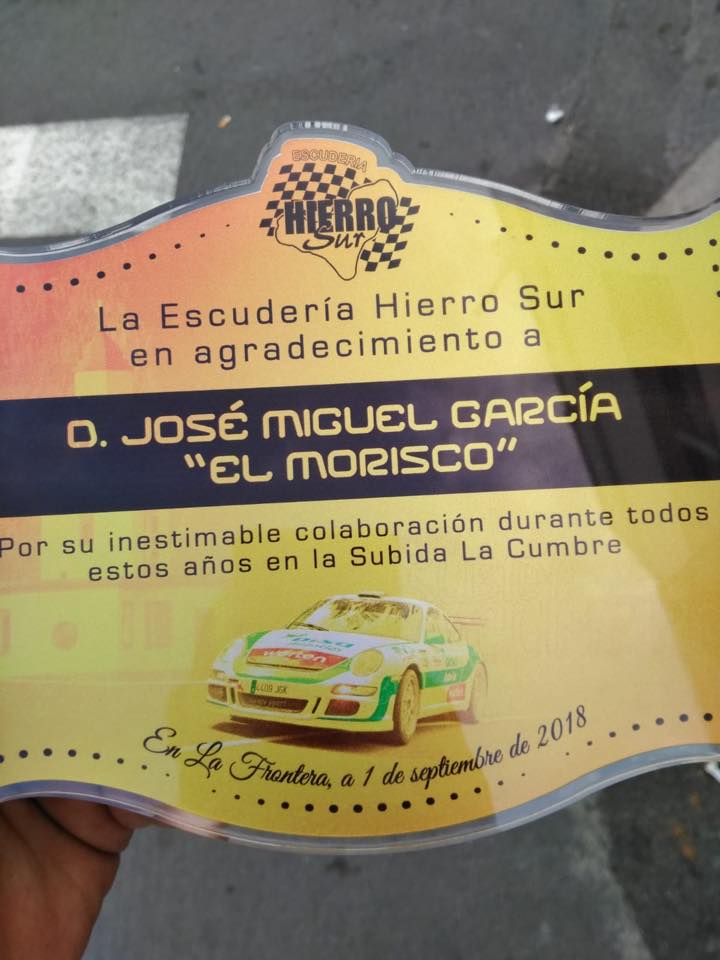 ESCUDERIA
HIERRO
Sur
La Escudería Hierro Sur
en agradecimiento a
D. JOSÉ MIGUEL GARCÍA
"EL MORISCO"
Por su inestimable colaboración durante todos
estos años en la Subida La Cumbre
En La Frontera, a 1 de septiembre de 2018